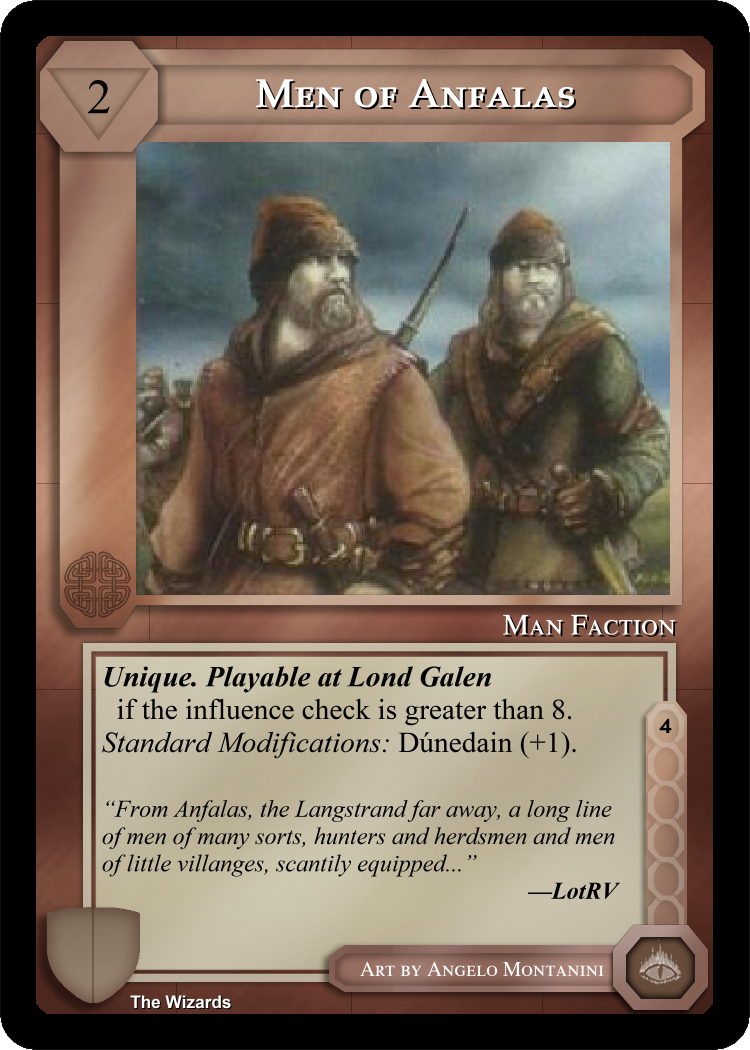 2
Men of Anfalas
Man Faction
Unique. Playable at Lond Galen
if the influence check is greater than 8.
Standard Modifications: Dúnedain (+1).
4
“From Anfalas, the Langstrand far away, a long line
of men of many sorts, hunters and herdsmen and men
of little villanges, scantily equipped...”
—LotRV
Art by Angelo Montanini
The Wizards